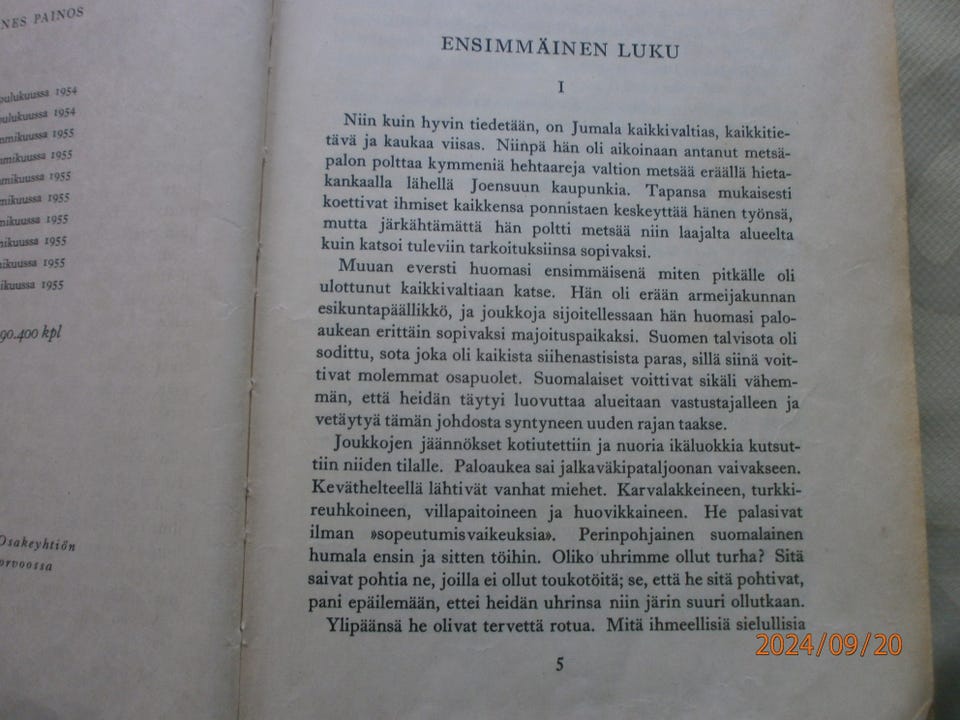 NES PAINOS
oulukuussa 1954
oulukuussa 1954
mmikuussa 1955
mmikuussa 1955
mikuussa 1955
mikuussa 1955
nikuussa 1955
ikuussa 1955
ikuussa 1955
ikuussa 1955
90.400 kpl
Osakeyhtiön
orvoossa
ENSIMMÄINEN LUKU
I
Niin kuin hyvin tiedetään, on Jumala kaikkivaltias, kaikkitie-
tävä ja kaukaa viisas. Niinpä hän oli aikoinaan antanut metsä-
palon polttaa kymmeniä hehtaareja valtion metsää eräällä hieta-
kankaalla lähellä Joensuun kaupunkia. Tapansa mukaisesti
koettivat ihmiset kaikkensa ponnistaen keskeyttää hänen työnsä,
mutta järkähtämättä hän poltti metsää niin laajalta alueelta
kuin katsoi tuleviin tarkoituksiinsa sopivaksi.
Muuan eversti huomasi ensimmäisenä miten pitkälle oli
ulottunut kaikkivaltiaan katse. Hän oli erään armeijakunnan
esikuntapäällikkö, ja joukkoja sijoitellessaan hän huomasi palo-
aukean erittäin sopivaksi majoituspaikaksi. Suomen talvisota oli
sodittu, sota joka oli kaikista siihenastisista paras, sillä siinä voit-
tivat molemmat osapuolet. Suomalaiset voittivat sikäli vähem-
män, että heidän täytyi luovuttaa alueitaan vastustajalleen ja
vetäytyä tämän johdosta syntyneen uuden rajan taakse.
Joukkojen jäännökset kotiutettiin ja nuoria ikäluokkia kutsut-
tiin niiden tilalle. Paloaukea sai jalkaväkipataljoonan vaivakseen.
Keväthelteellä lähtivät vanhat miehet. Karvalakkeineen, turkki-
reuhkoineen, villapaitoineen ja huovikkaineen. He palasivat
ilman »sopeutumisvaikeuksia». Perinpohjainen suomalainen
humala ensin ja sitten töihin. Oliko uhrimme ollut turha? Sitä
saivat pohtia ne, joilla ei ollut toukotöitä; se, että he sitä pohtivat,
pani epäilemään, ettei heidän uhrinsa niin järin suuri ollutkaan.
Ylipäänsä he olivat tervettä rotua. Mitä ihmeellisiä sielullisia
5
2024/09/20